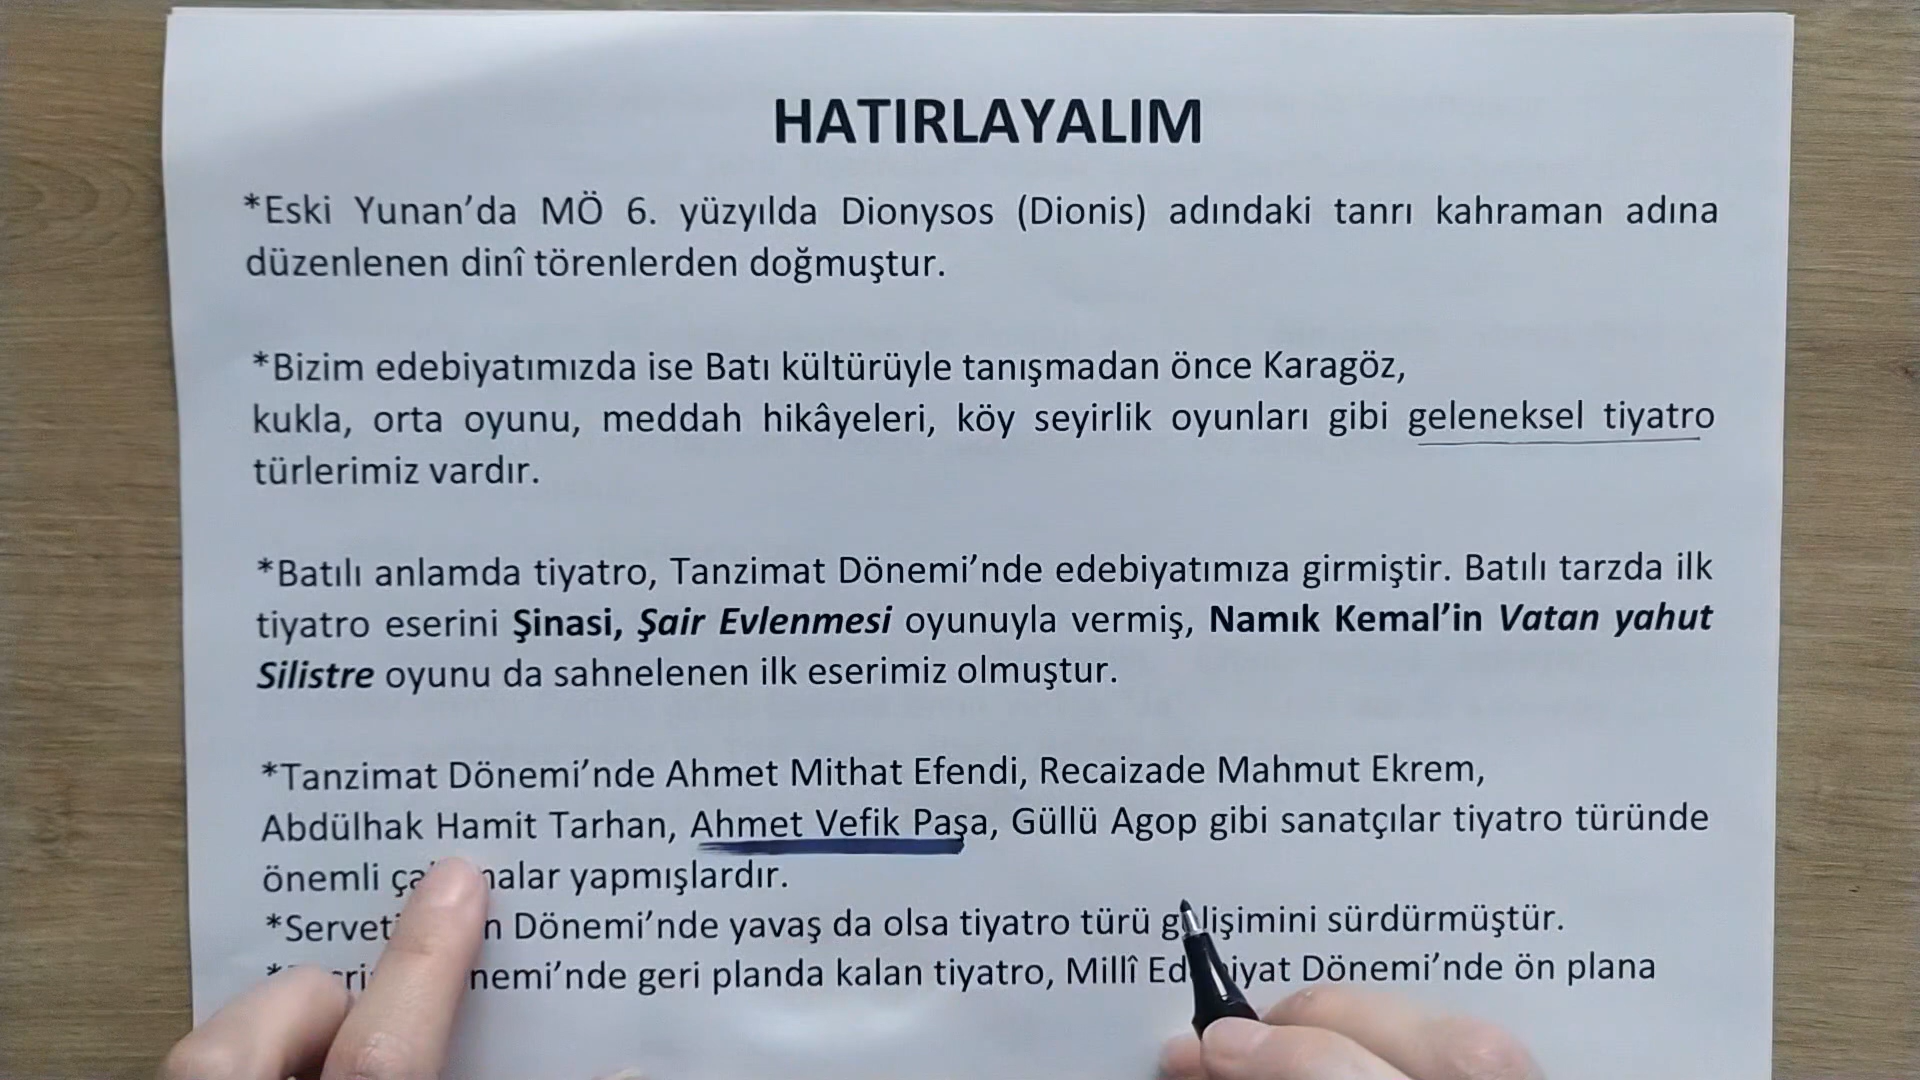 HATIRLAYALIM
*Eski Yunan’da MÖ 6. yüzyılda Dionysos (Dionis) adındaki tanrı kahraman adına
düzenlenen dinî törenlerden doğmuştur.
*Bizim edebiyatımızda ise Batı kültürüyle tanışmadan önce Karagöz,
kukla, orta oyunu, meddah hikâyeleri, köy seyirlik oyunları gibi geleneksel tiyatro
türlerimiz vardır.
*Batılı anlamda tiyatro, Tanzimat Dönemi’nde edebiyatımıza girmiştir. Batılı tarzda ilk
tiyatro eserini Şinasi, Şair Evlenmesi oyunuyla vermiş, Namık Kemal’in Vatan yahut
Silistre oyunu da sahnelenen ilk eserimiz olmuştur.
*Tanzimat Dönemi’nde Ahmet Mithat Efendi, Recaizade Mahmut Ekrem,
Abdülhak Hamit Tarhan, Ahmet Vefik Paşa, Güllü Agop gibi sanatçılar tiyatro türünde
önemli yapmışlardır.
Dönemi’nde yavaş da olsa tiyatro türü gelişimini sürdürmüştür.
geri planda kalan tiyatro, Millî Edebiyat Dönemi’nde ön plana